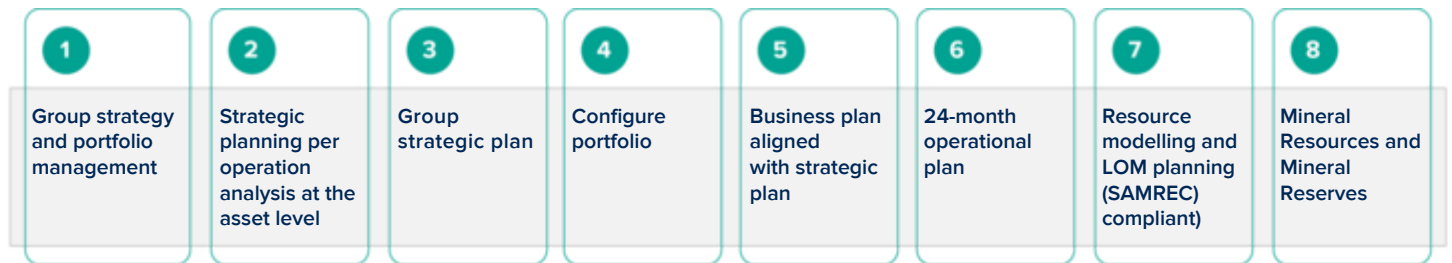 1
Group strategy
and portfolio
management
2
Strategic
planning per
operation
analysis at the
asset level
3
Group
strategic plan
4
Configure
portfolio
5
Business plan
aligned
with strategic
plan
6
24-month
operational
plan
7
Resource
modelling and
LOM planning
(SAMREC)
compliant)
8
Mineral
Resources and
Mineral
Reserves